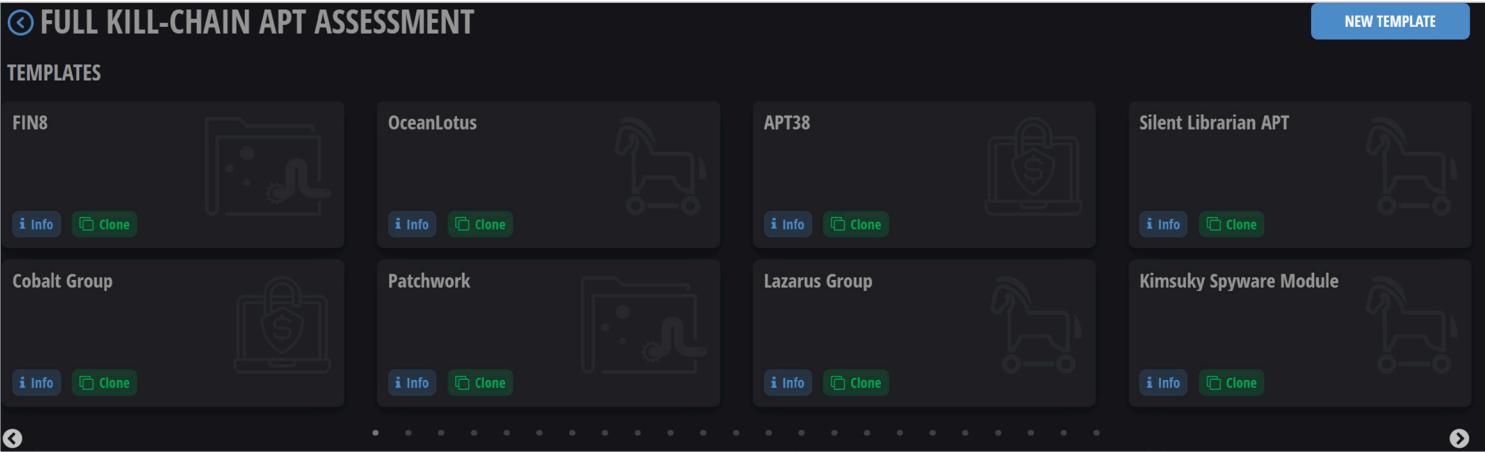 FULL KILL-CHAIN APT ASSESSMENT
NEW TEMPLATE
TEMPLATES
FIN8
OceanLotus
APT38
Silent Librarian APT
i Info
Clone
i Info
Clone
i Info
Clone
i Info
Clone
Cobalt Group
Patchwork
Lazarus Group
Kimsuky Spyware Module
i Info
Clone
i Info
Clone
i Info
Clone
i Info
Clone